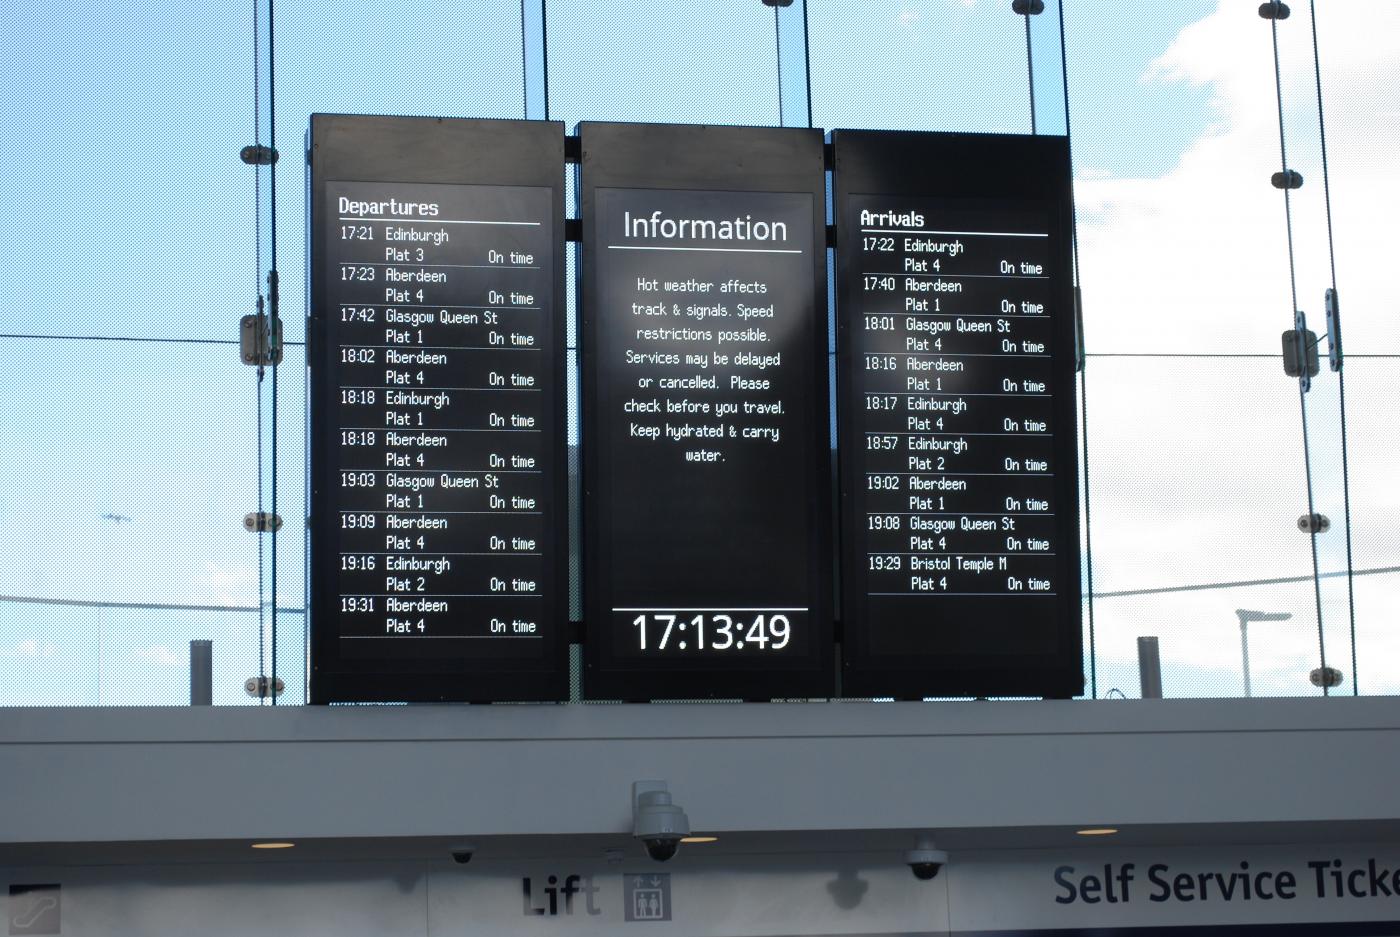 Departures
17:21 Edinburgh
Plat 3 On time
17:23 Aberdeen
Plat 4 On time
17:42 Glasgow Queen St
Plat 1 On time
18:02 Aberdeen
Plat 4 On time
18:18 Edinburgh
Plat 1 On time
18:18 Aberdeen
Plat 4 On time
19:03 Glasgow Queen St
Plat 1 On time
19:09 Aberdeen
Plat 4 On time
19:16 Edinburgh
Plat 2 On time
19:31 Aberdeen
Plat 4 On time
Information
Hot weather affects
track & signals. Speed
restrictions possible.
Services may be delayed
or cancelled. Please
check before you travel.
Keep hydrated & carry
water.
17:13:49
Arrivals
17:22 Edinburgh
Plat 4 On time
17:40 Aberdeen
Plat 1 On time
18:01 Glasgow Queen St
Plat 4 On time
18:16 Aberdeen
Plat 1 On time
18:17 Edinburgh
Plat 4 On time
18:57 Edinburgh
Plat 2 On time
19:02 Aberdeen
Plat 1 On time
19:08 Glasgow Queen St
Plat 4 On time
19:29 Bristol Temple M
Plat 4 On time
Lift
Self Service Ticke